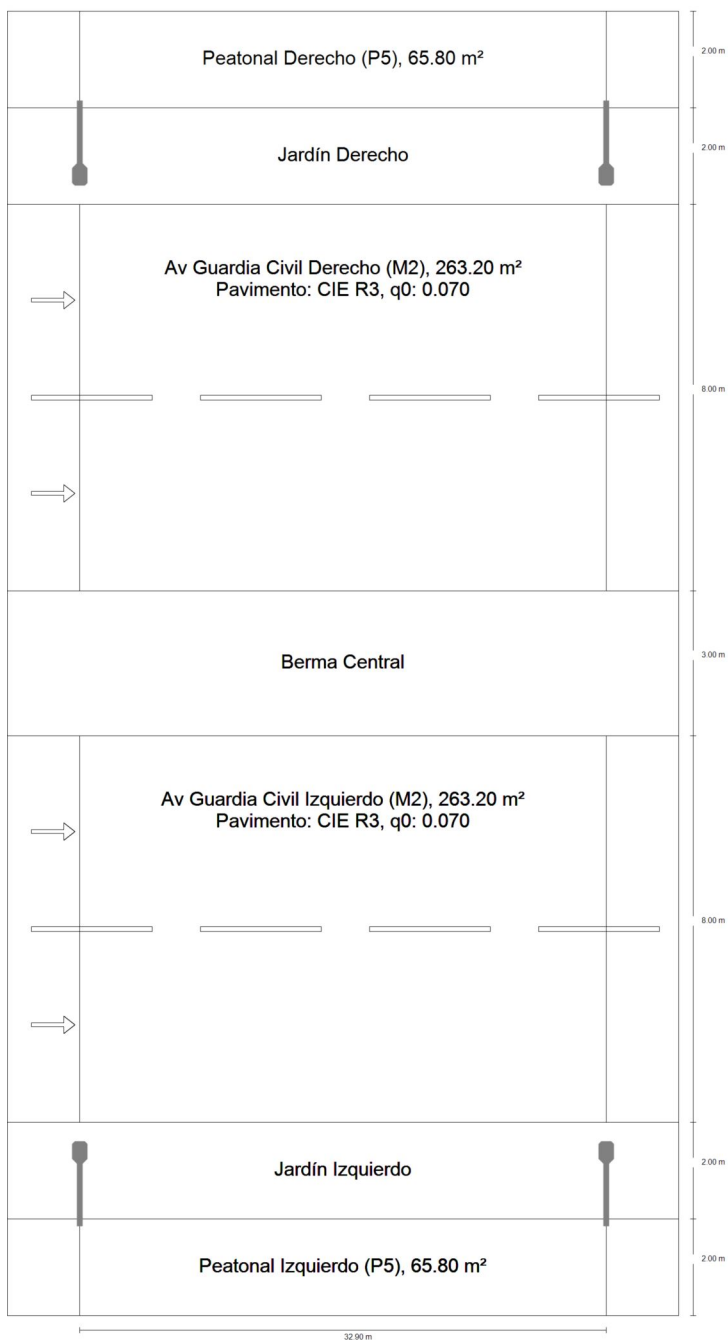 Peatonal Derecho (P5), 65.80 m²
2.00 m
Jardín Derecho
2.00 m
Av Guardia Civil Derecho (M2), 263.20 m²
Pavimento: CIE R3, q0: 0.070
8.00 m
Berma Central
3.00 m
Av Guardia Civil Izquierdo (M2), 263.20 m²
Pavimento: CIE R3, q0: 0.070
8.00 m
Jardín Izquierdo
2.00 m
Peatonal Izquierdo (P5), 65.80 m²
2.00 m
32.90 m